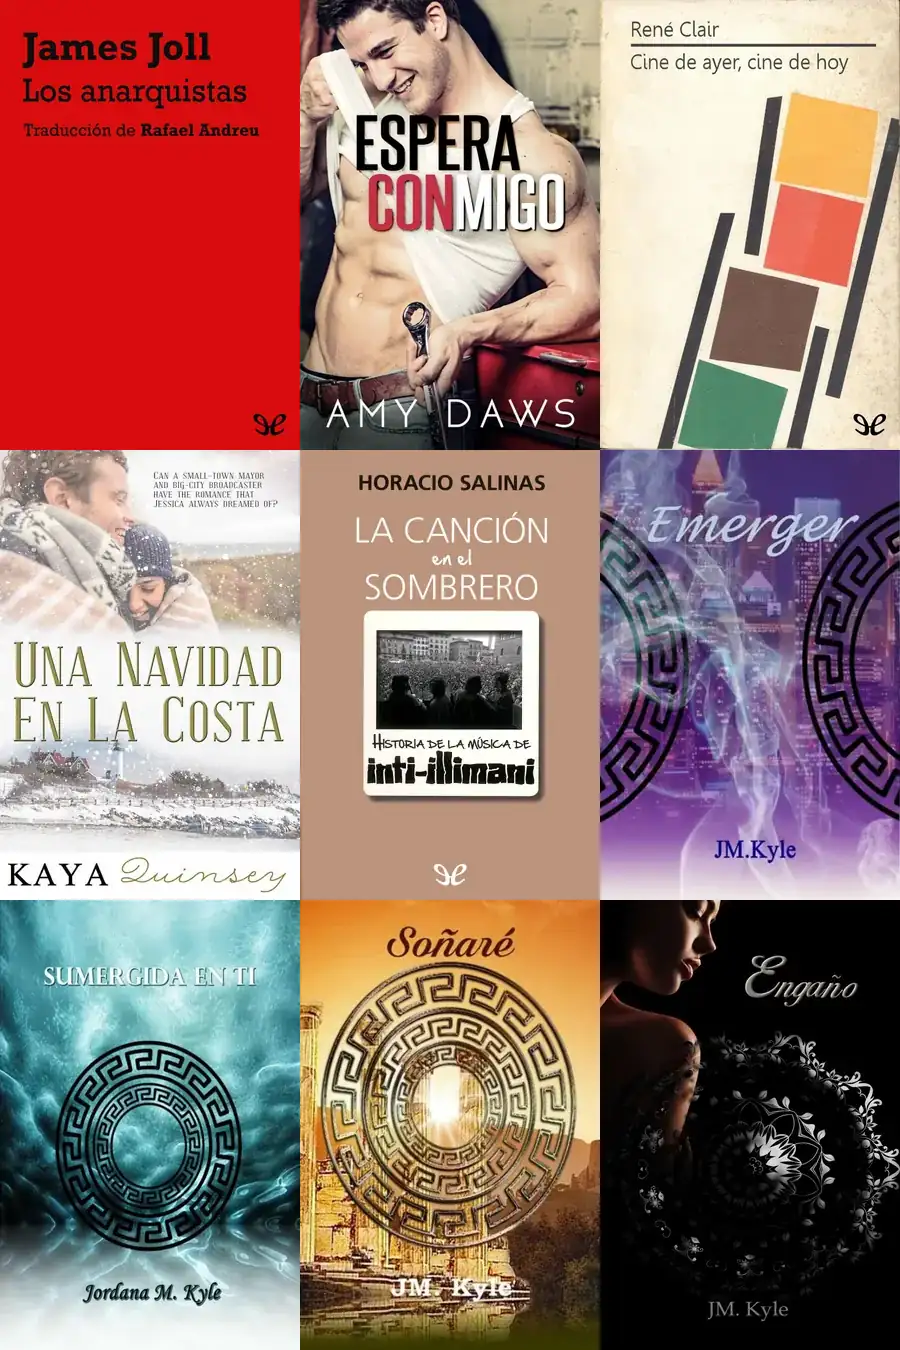 James Joll
Los anarquistas
Traducción de Rafael Andreu
ESPERA
CONMIGO
AMY DAWS
René Clair
Cine de ayer, cine de hoy
CAN A SMALL-TOWN MAYOR
AND BIG-CITY BROADCASTER
HAVE THE ROMANCE THAT
JESSICA ALWAYS DREAMED OF?
UNA NAVIDAD
EN LA COSTA
KAYA Quinsey
HORACIO SALINAS
LA CANCIÓN
en el
SOMBRERO
HISTORIA DE LA MÚSICA DE
inti-illimani
Emerger
JM.Kyle
SUMERGIDA EN TI
Jordana M. Kyle
Soñaré
JM. Kyle
Engaño
JM. Kyle